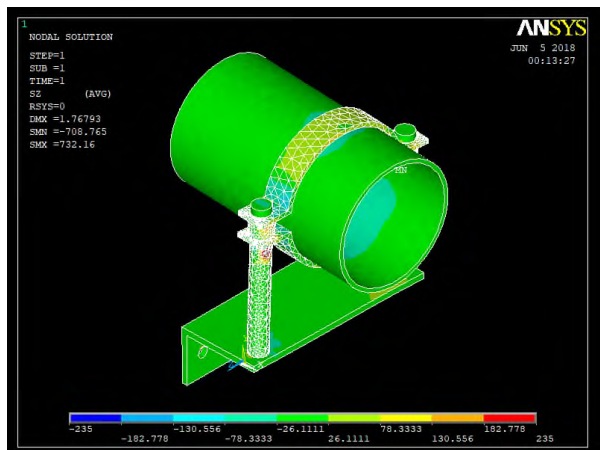 1
NODAL SOLUTION
ANSYS
JUN 5 2018
00:13:27
STEP=1
SUB =1
TIME=1
SZ (AVG)
RSYS=0
DMX =1.76793
SMN =-708.765
SMX =732.16
MN
-235 -130.556 -26.1111 78.3333 182.778
-182.778 -78.3333 26.1111 130.556 235